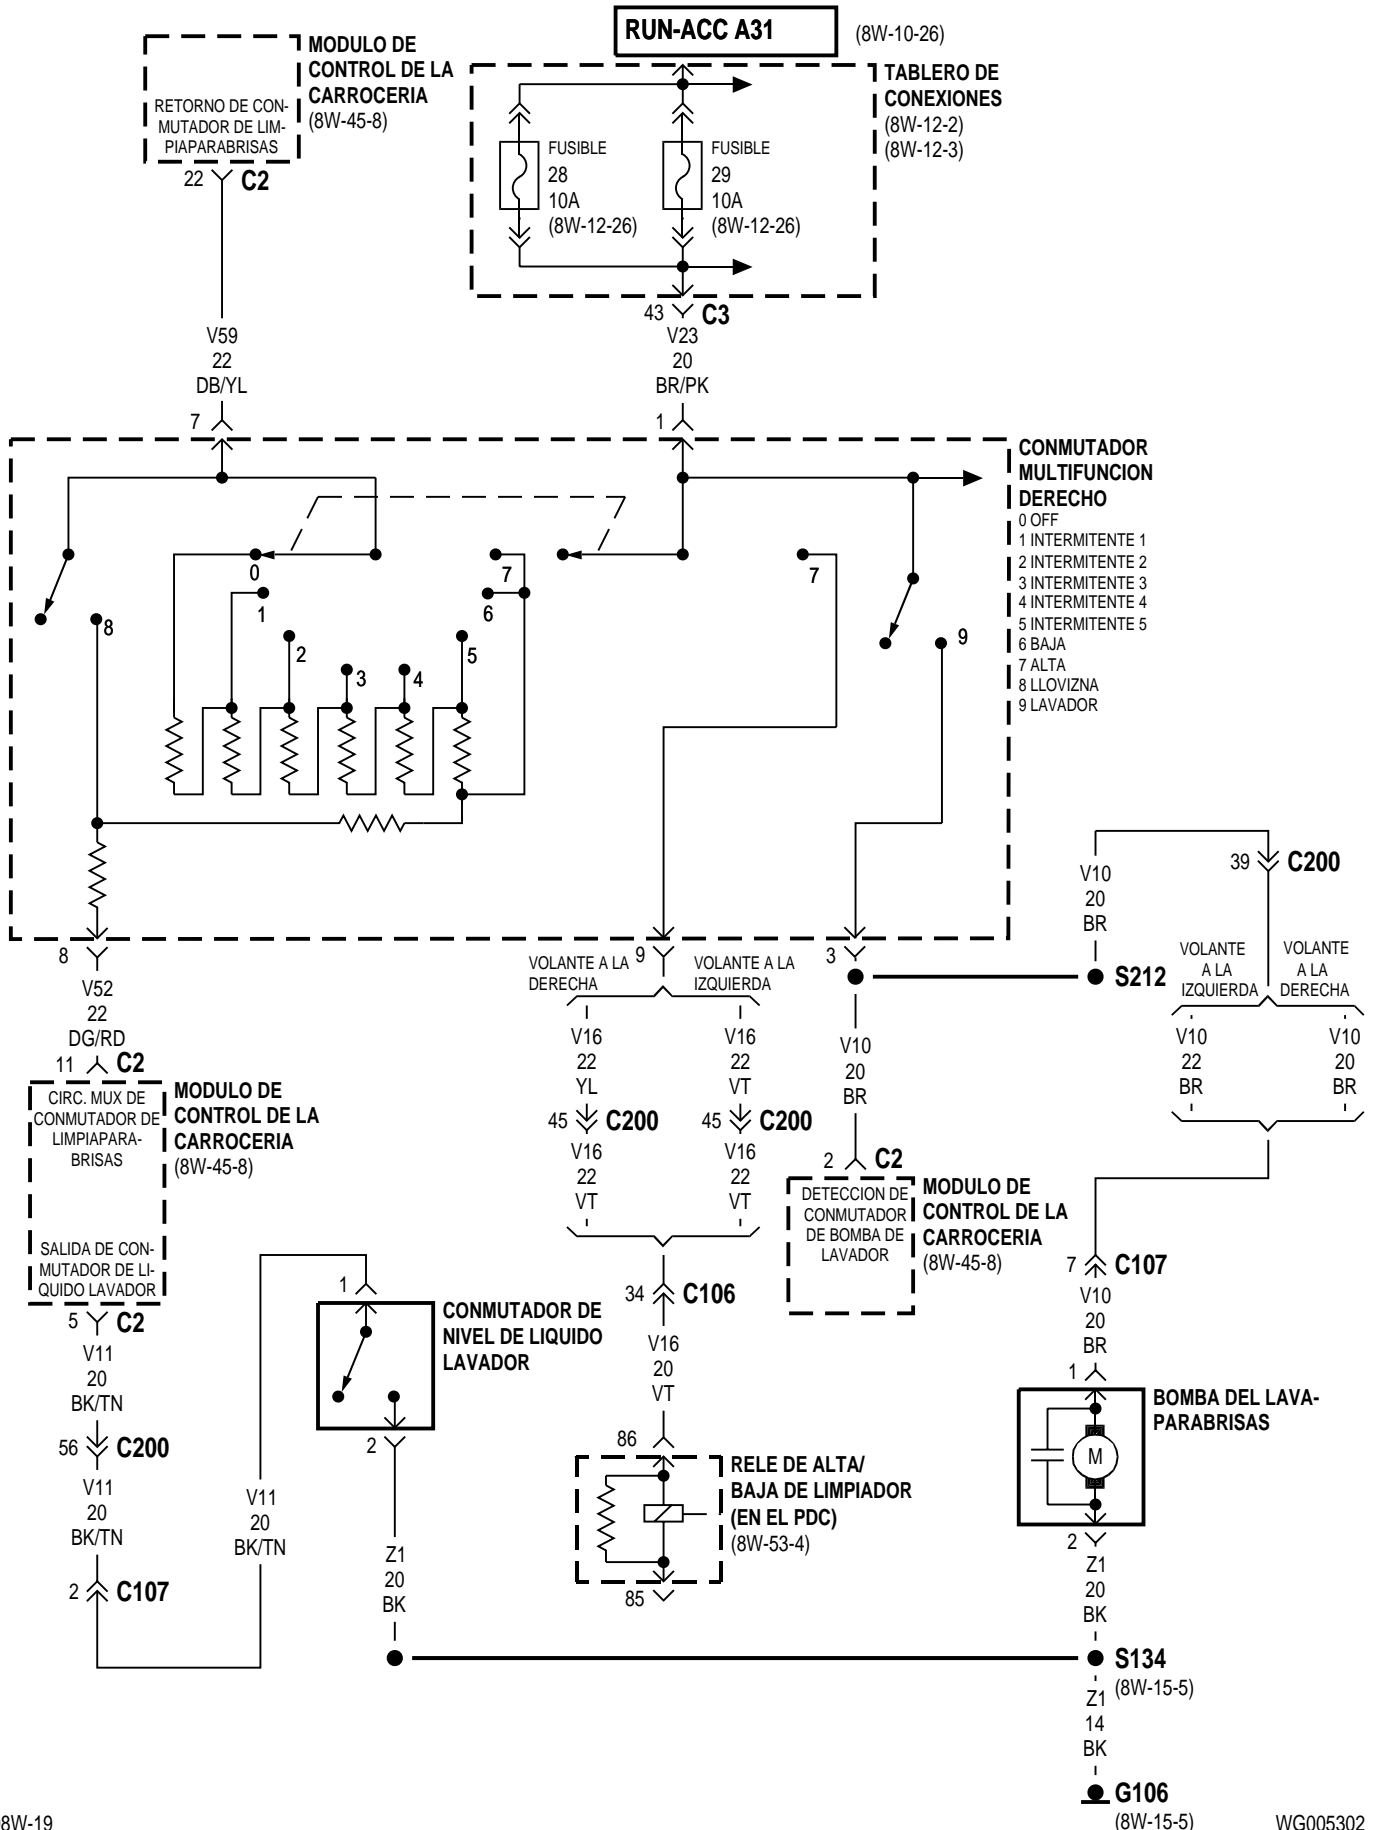 RUN-ACC A31
(8W-10-26)
MODULO DE
CONTROL DE LA
CARROCERIA
(8W-45-8)
RETORNO DE CON-
MUTADOR DE LIM-
PIAPARABRISAS
22 C2
TABLERO DE
CONEXIONES
(8W-12-2)
(8W-12-3)
FUSIBLE
28
10A
(8W-12-26)
FUSIBLE
29
10A
(8W-12-26)
43 C3
V59
22
DB/YL
7
V23
20
BR/PK
1
CONMUTADOR
MULTIFUNCION
DERECHO
0 OFF
1 INTERMITENTE 1
2 INTERMITENTE 2
3 INTERMITENTE 3
4 INTERMITENTE 4
5 INTERMITENTE 5
6 BAJA
7 ALTA
8 LLOVIZNA
9 LAVADOR
0
1
2
3
4
5
6
7
7
8
9
8
V52
22
DG/RD
11 C2
CIRC. MUX DE
CONMUTADOR DE
LIMPIAPARA-
BRISAS
MODULO DE
CONTROL DE LA
CARROCERIA
(8W-45-8)
SALIDA DE CON-
MUTADOR DE LI-
QUIDO LAVADOR
5 C2
V11
20
BK/TN
56 C200
V11
20
BK/TN
2 C107
V11
20
BK/TN
1
CONMUTADOR DE
NIVEL DE LIQUIDO
LAVADOR
2
Z1
20
BK
9
VOLANTE A LA
DERECHA
VOLANTE A LA
IZQUIERDA
V16
22
YL
45 C200
V16
22
VT
V16
22
VT
45 C200
V16
22
VT
34 C106
V16
20
VT
86
RELE DE ALTA/
BAJA DE LIMPIADOR
(EN EL PDC)
(8W-53-4)
85
3
S212
V10
20
BR
2 C2
DETECCION DE
CONMUTADOR
DE BOMBA DE
LAVADOR
MODULO DE
CONTROL DE LA
CARROCERIA
(8W-45-8)
V10
20
BR
39 C200
VOLANTE
A LA
IZQUIERDA
VOLANTE
A LA
DERECHA
V10
22
BR
V10
20
BR
7 C107
V10
20
BR
1
BOMBA DEL LAVA-
PARABRISAS
M
2
Z1
20
BK
S134
(8W-15-5)
Z1
14
BK
G106
(8W-15-5)
8W-19
WG005302